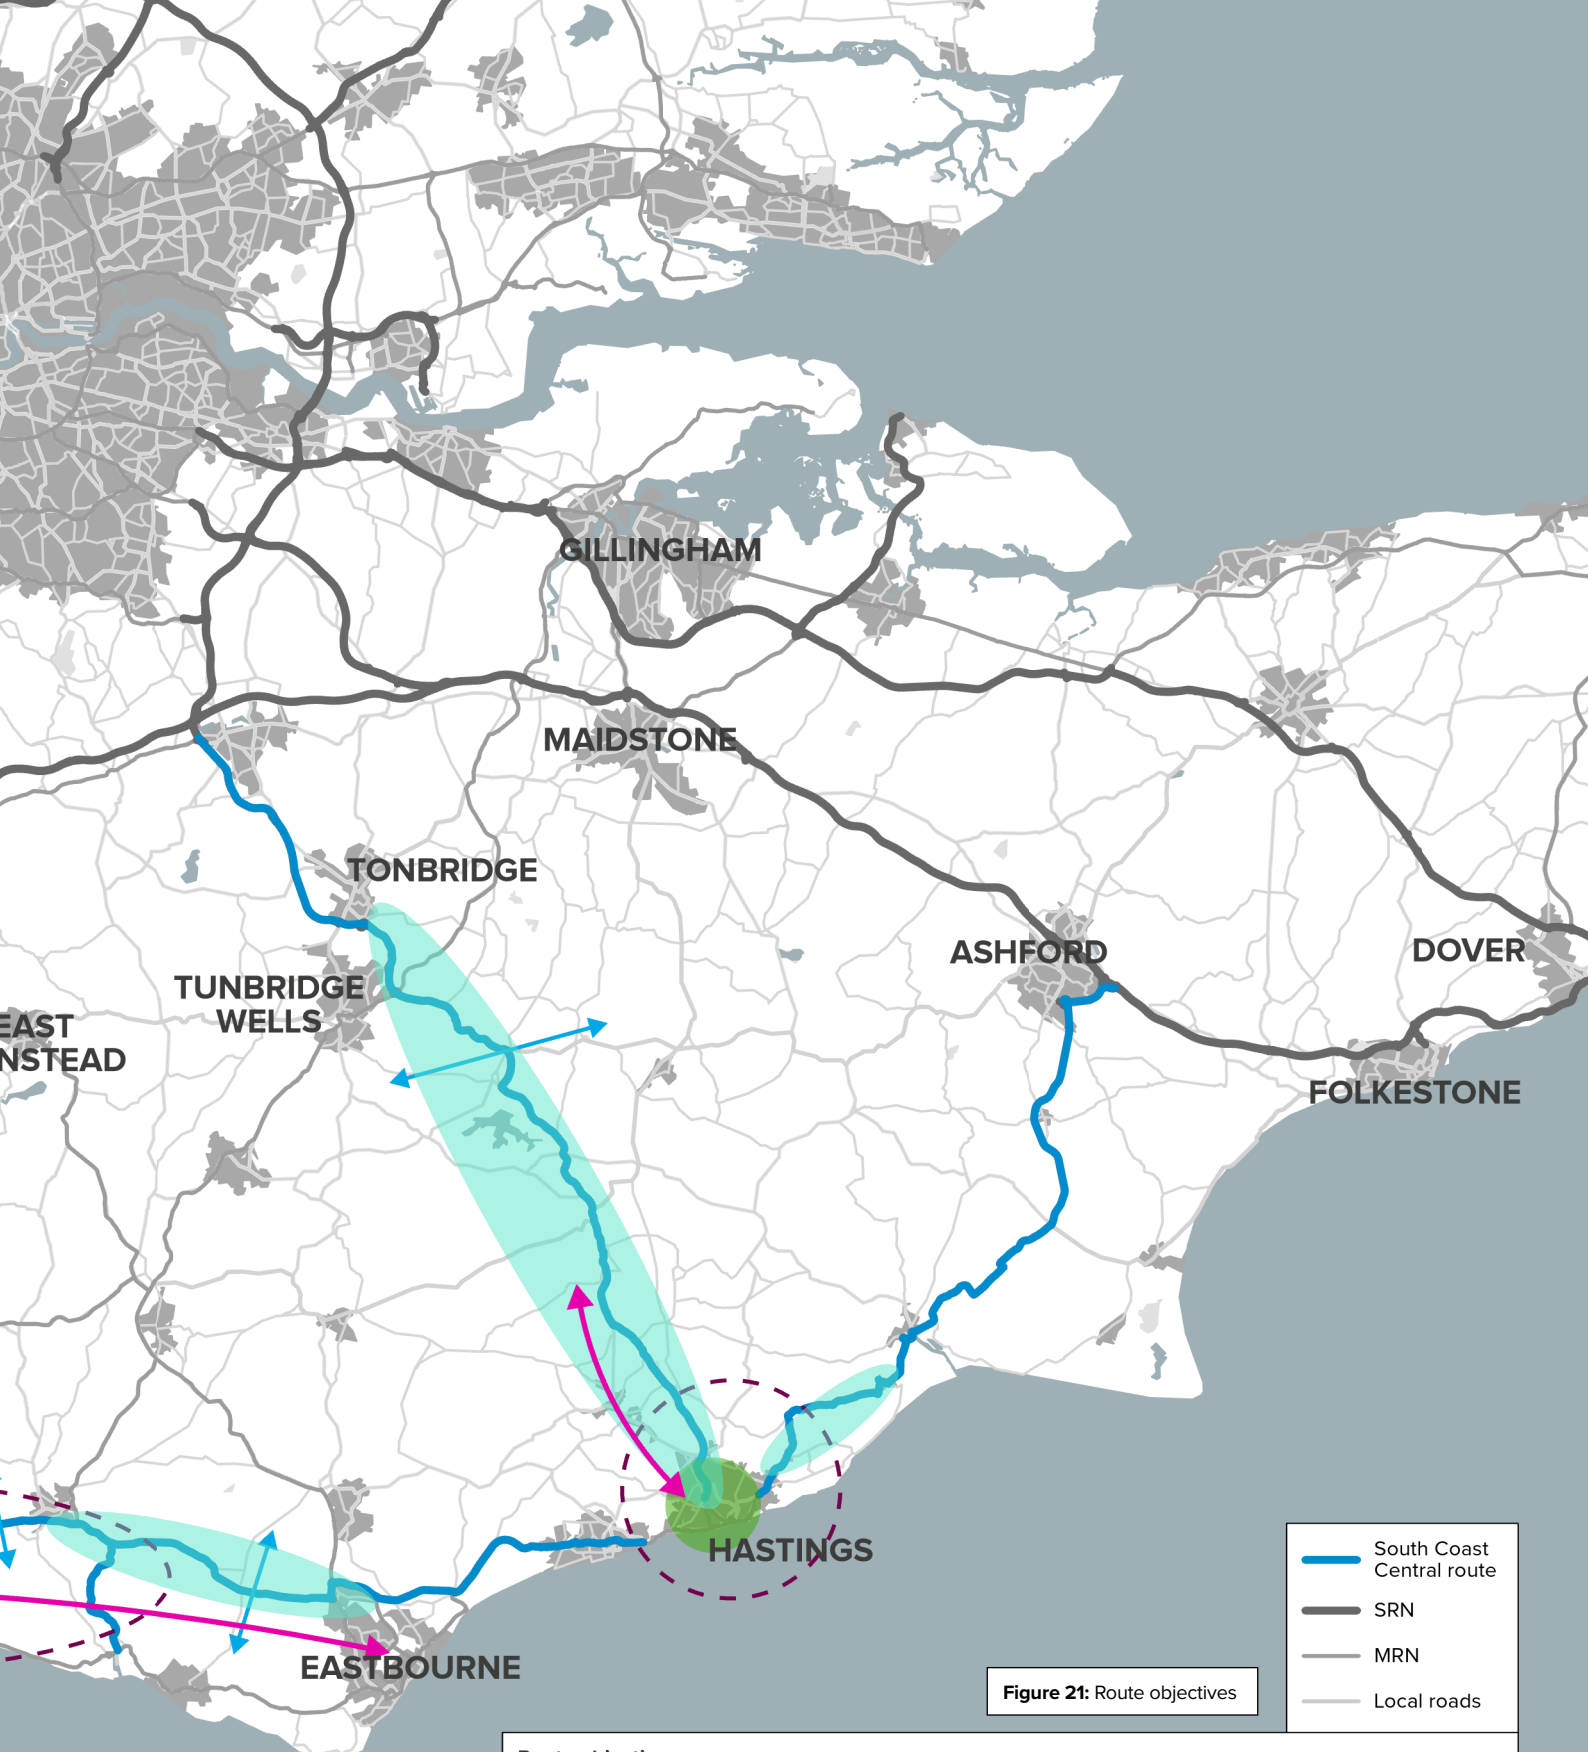 GILLINGHAM
MAIDSTONE
TONBRIDGE
ASHFORD
DOVER
TUNBRIDGE
WELLS
EAST
NSTEAD
FOLKESTONE
HASTINGS
EASTBOURNE
South Coast
Central route
SRN
MRN
Local roads
Figure 21: Route objectives